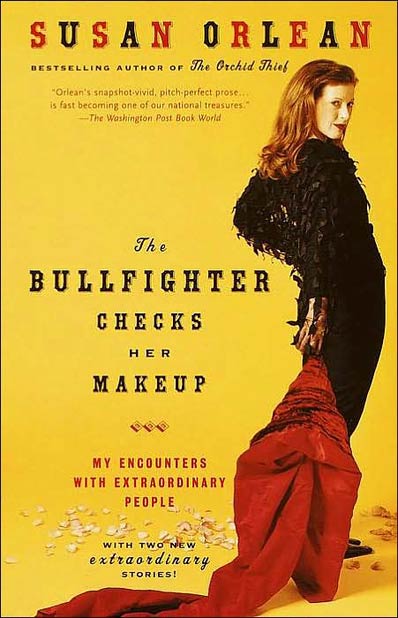 SUSAN ORLEAN
BESTSELLING AUTHOR OF The Orchid Thief
"Orlean's snapshot-vivid, pitch-perfect prose...
is fast becoming one of our national treasures."
—The Washington Post Book World
The
BULLFIGHTER
CHECKS
HER
MAKEUP
MY ENCOUNTERS
WITH EXTRAORDINARY
PEOPLE
WITH TWO NEW
extraordinary
STORIES!